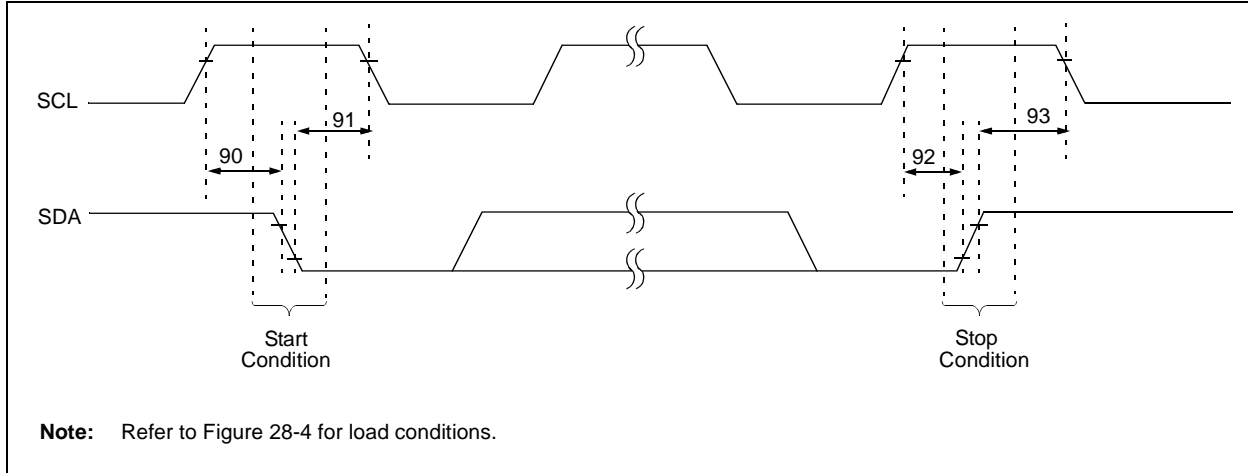 SCL
91
93
90
92
SDA
Start
Condition
Stop
Condition
Note: Refer to Figure 28-4 for load conditions.